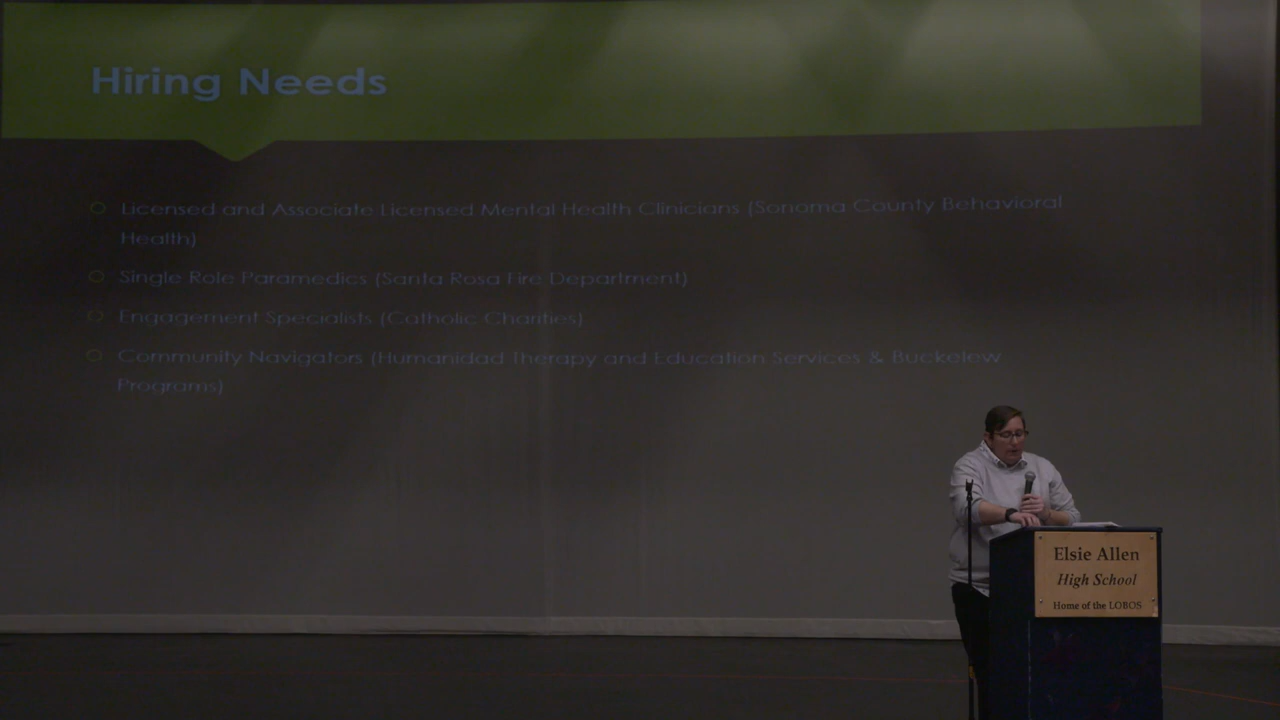 Hiring Needs
Licensed and Associate Licensed Mental Health Clinicians (Sonoma County Behavioral
Health)
Single Role Paramedics (Santa Rosa Fire Department)
Engagement Specialists (Catholic Charities)
Community Navigators (Humanidad Therapy and Education Services & Buckelew
Programs)
Elsie Allen
High School
Home of the LOBOS